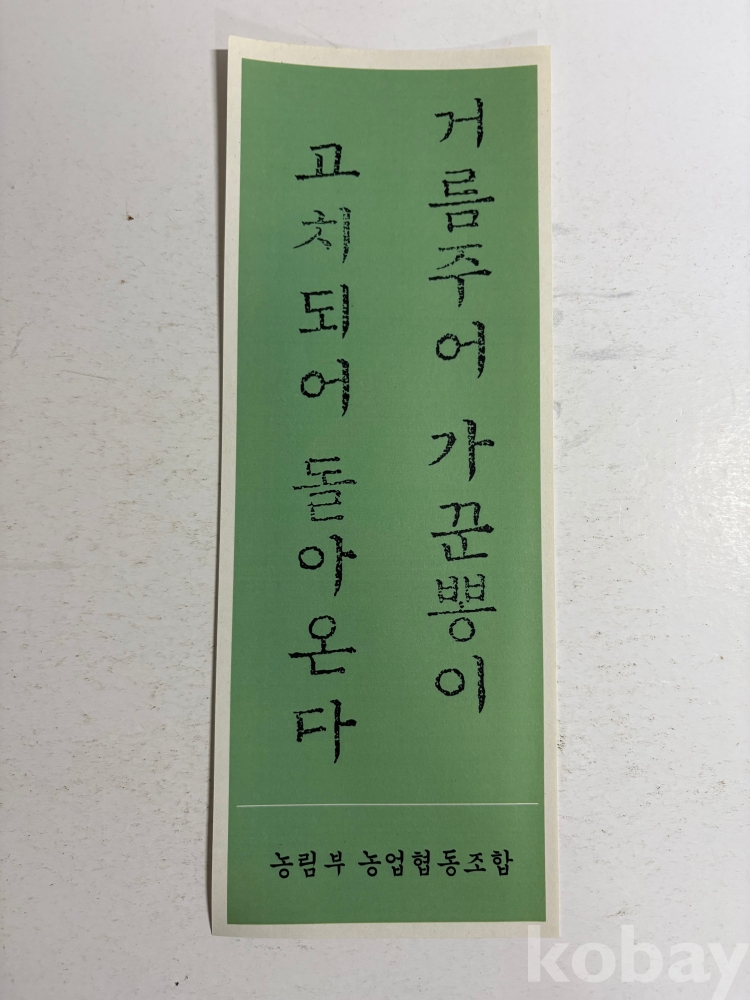 거름주어 가꾼뽕이
고치되어 돌아온다
농림부 농업협동조합
kobay